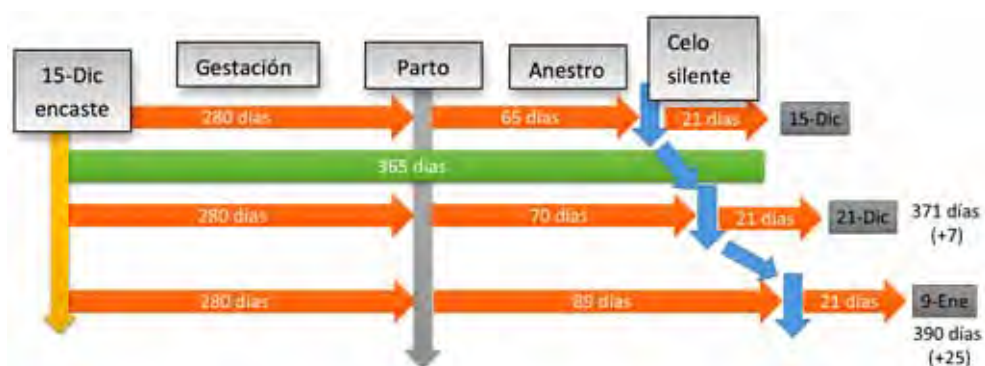 15-Dic
encaste
Gestación
Parto
Anestro
Celo
silente
280 días
65 días
21 días
15-Dic
365 días
280 días
70 días
21 días
21-Dic
371 días
(+7)
280 días
89 días
21 días
9-Ene
390 días
(+25)